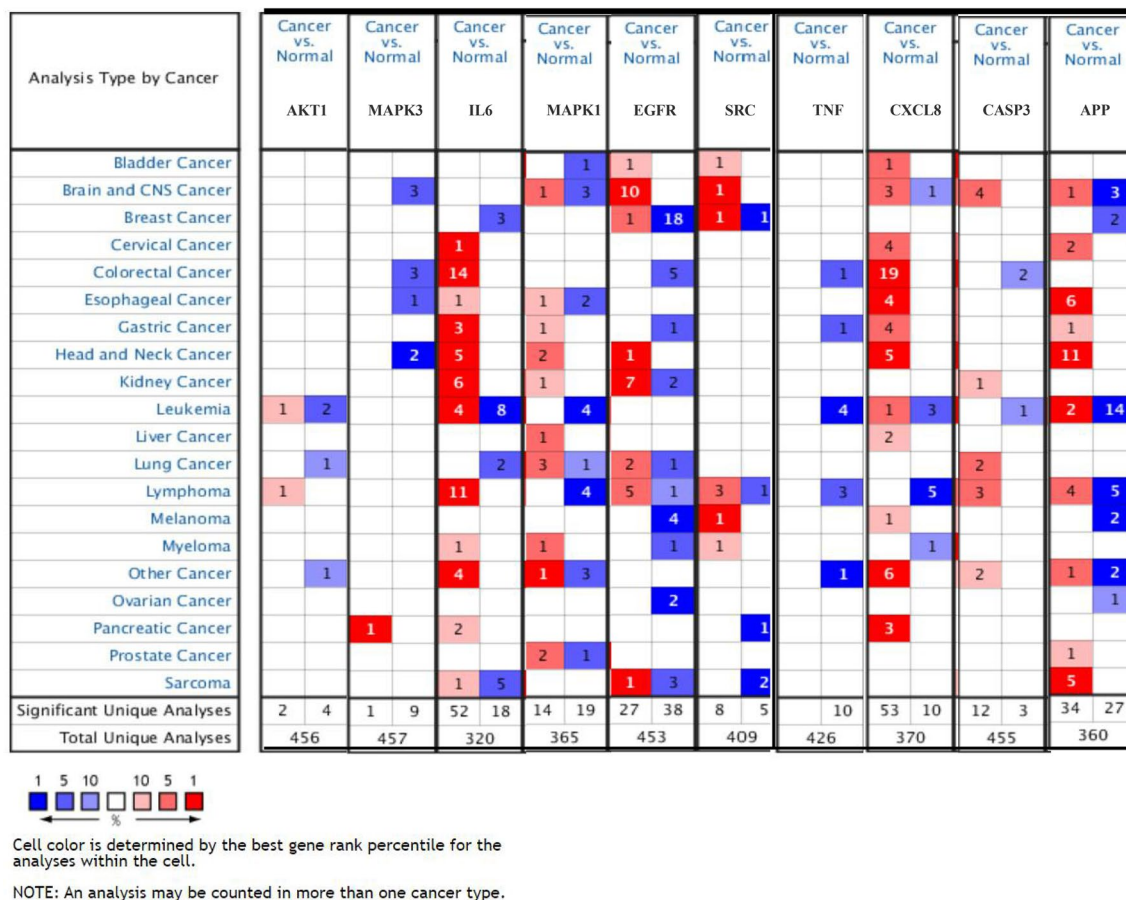 Analysis Type by Cancer
Cancer vs. Normal Cancer vs. Normal Cancer vs. Normal Cancer vs. Normal Cancer vs. Normal Cancer vs. Normal Cancer vs. Normal Cancer vs. Normal Cancer vs. Normal Cancer vs. Normal
AKT1 MAPK3 IL6 MAPK1 EGFR SRC TNF CXCL8 CASP3 APP
Bladder Cancer 1 1 1 1
Brain and CNS Cancer 3 1 3 10 1 3 1 4 1 3
Breast Cancer 3 1 18 1 1 2
Cervical Cancer 1 4 2
Colorectal Cancer 3 14 5 1 19 2
Esophageal Cancer 1 1 1 2 4 6
Gastric Cancer 3 1 1 1 4 1
Head and Neck Cancer 2 5 2 1 5 11
Kidney Cancer 6 1 7 2 1
Leukemia 1 2 4 8 4 4 1 3 1 2 14
Liver Cancer 1 2
Lung Cancer 1 2 3 1 2 1 2
Lymphoma 1 11 4 5 1 3 1 3 5 3 4 5
Melanoma 4 1 1 2
Myeloma 1 1 1 1 1
Other Cancer 1 4 1 3 1 6 2 1 2
Ovarian Cancer 2 1
Pancreatic Cancer 1 2 1 3
Prostate Cancer 2 1 1
Sarcoma 1 5 1 3 2 5
Significant Unique Analyses 2 4 1 9 52 18 14 19 27 38 8 5 10 53 10 12 3 34 27
Total Unique Analyses 456 457 320 365 453 409 426 370 455 360
1 5 10 10 5 1
%
Cell color is determined by the best gene rank percentile for the
analyses within the cell.
NOTE: An analysis may be counted in more than one cancer type.